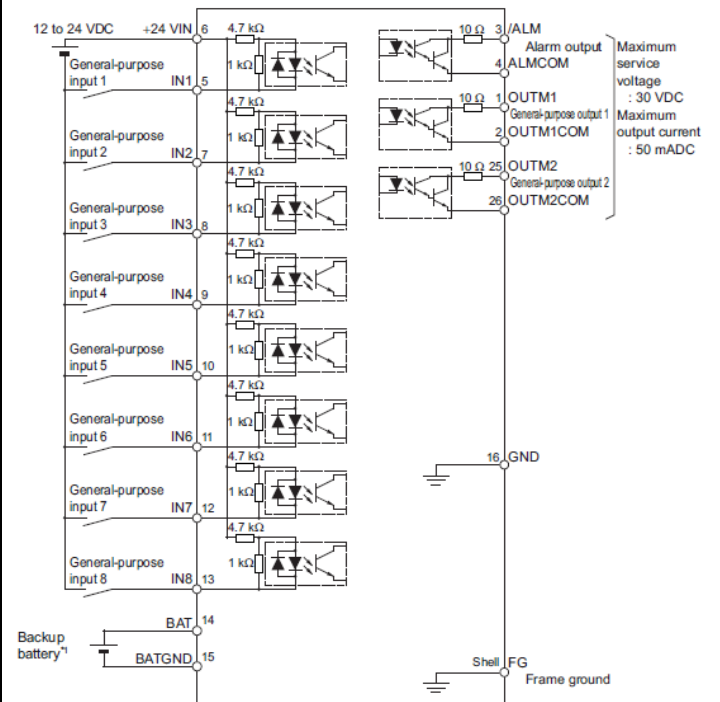 12 to 24 VDC +24 VIN 6 4.7 kΩ
1 kΩ
General-purpose
input 1 IN1 5
4.7 kΩ
1 kΩ
General-purpose
input 2 IN2 7
4.7 kΩ
1 kΩ
General-purpose
input 3 IN3 8
4.7 kΩ
1 kΩ
General-purpose
input 4 IN4 9
4.7 kΩ
1 kΩ
General-purpose
input 5 IN5 10
4.7 kΩ
1 kΩ
General-purpose
input 6 IN6 11
4.7 kΩ
1 kΩ
General-purpose
input 7 IN7 12
4.7 kΩ
1 kΩ
General-purpose
input 8 IN8 13
BAT 14
Backup
battery*1
BATGND 15
10 Ω 3 /ALM
Alarm output
4 ALMCOM
10 Ω 1 OUTM1
General-purpose output 1
2 OUTM1COM
10 Ω 25 OUTM2
General-purpose output 2
26 OUTM2COM
Maximum
service
voltage
: 30 VDC
Maximum
output current
: 50 mADC
16 GND
Shell FG
Frame ground